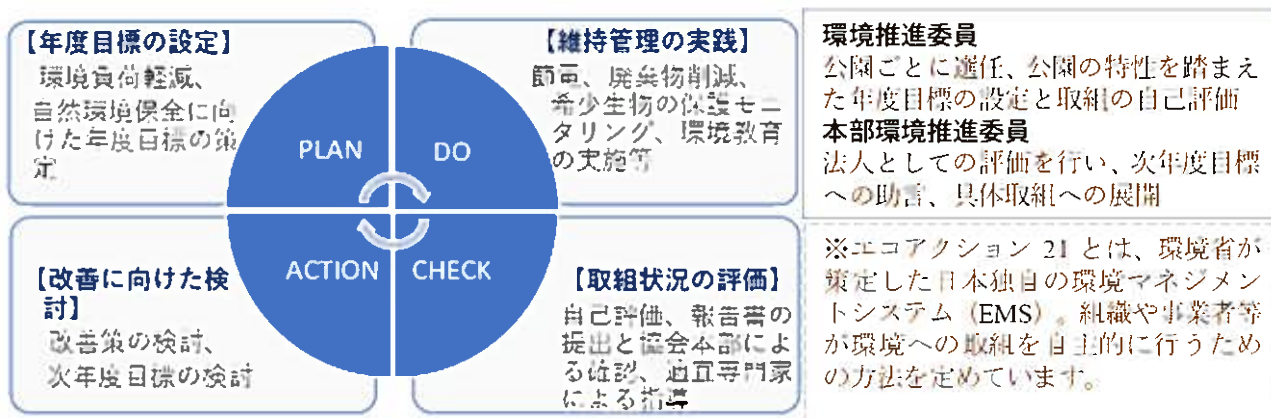 【年度目標の設定】
環境負荷軽減、
自然環境保全に向
けた年度目標の策
定
PLAN
【維持管理の実践】
節電、廃棄物削減、
希少生物の保護モニ
タリング、環境教育
の実施等
DO
【改善に向けた検
討】
改善策の検討、
次年度目標の検討
ACTION
【取組状況の評価】
自己評価、報告書の
提出と協会本部によ
る確認、適宜専門家
による指導
CHECK
環境推進委員
公園ごとに選任、公園の特性を踏まえ
た年度目標の設定と取組の自己評価
本部環境推進委員
法人としての評価を行い、次年度目標
への助言、具体取組への展開
※エコアクション 21 とは、環境省が
策定した日本独自の環境マネジメン
トシステム（EMS）。組織や事業者等
が環境への取組を自主的に行うため
の方法を定めています。